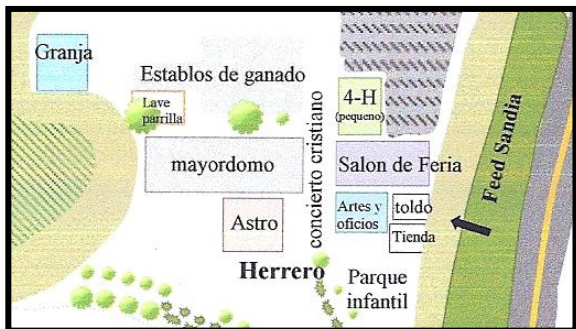 Granja
Establos de ganado
Lave
parrilla
4-H
(pequeno)
concierto cristiano
mayordomo
Salon de Feria
Feed Sandia
Artes y
oficios
toldo
Tienda
Astro
Herrero
Parque
infantil